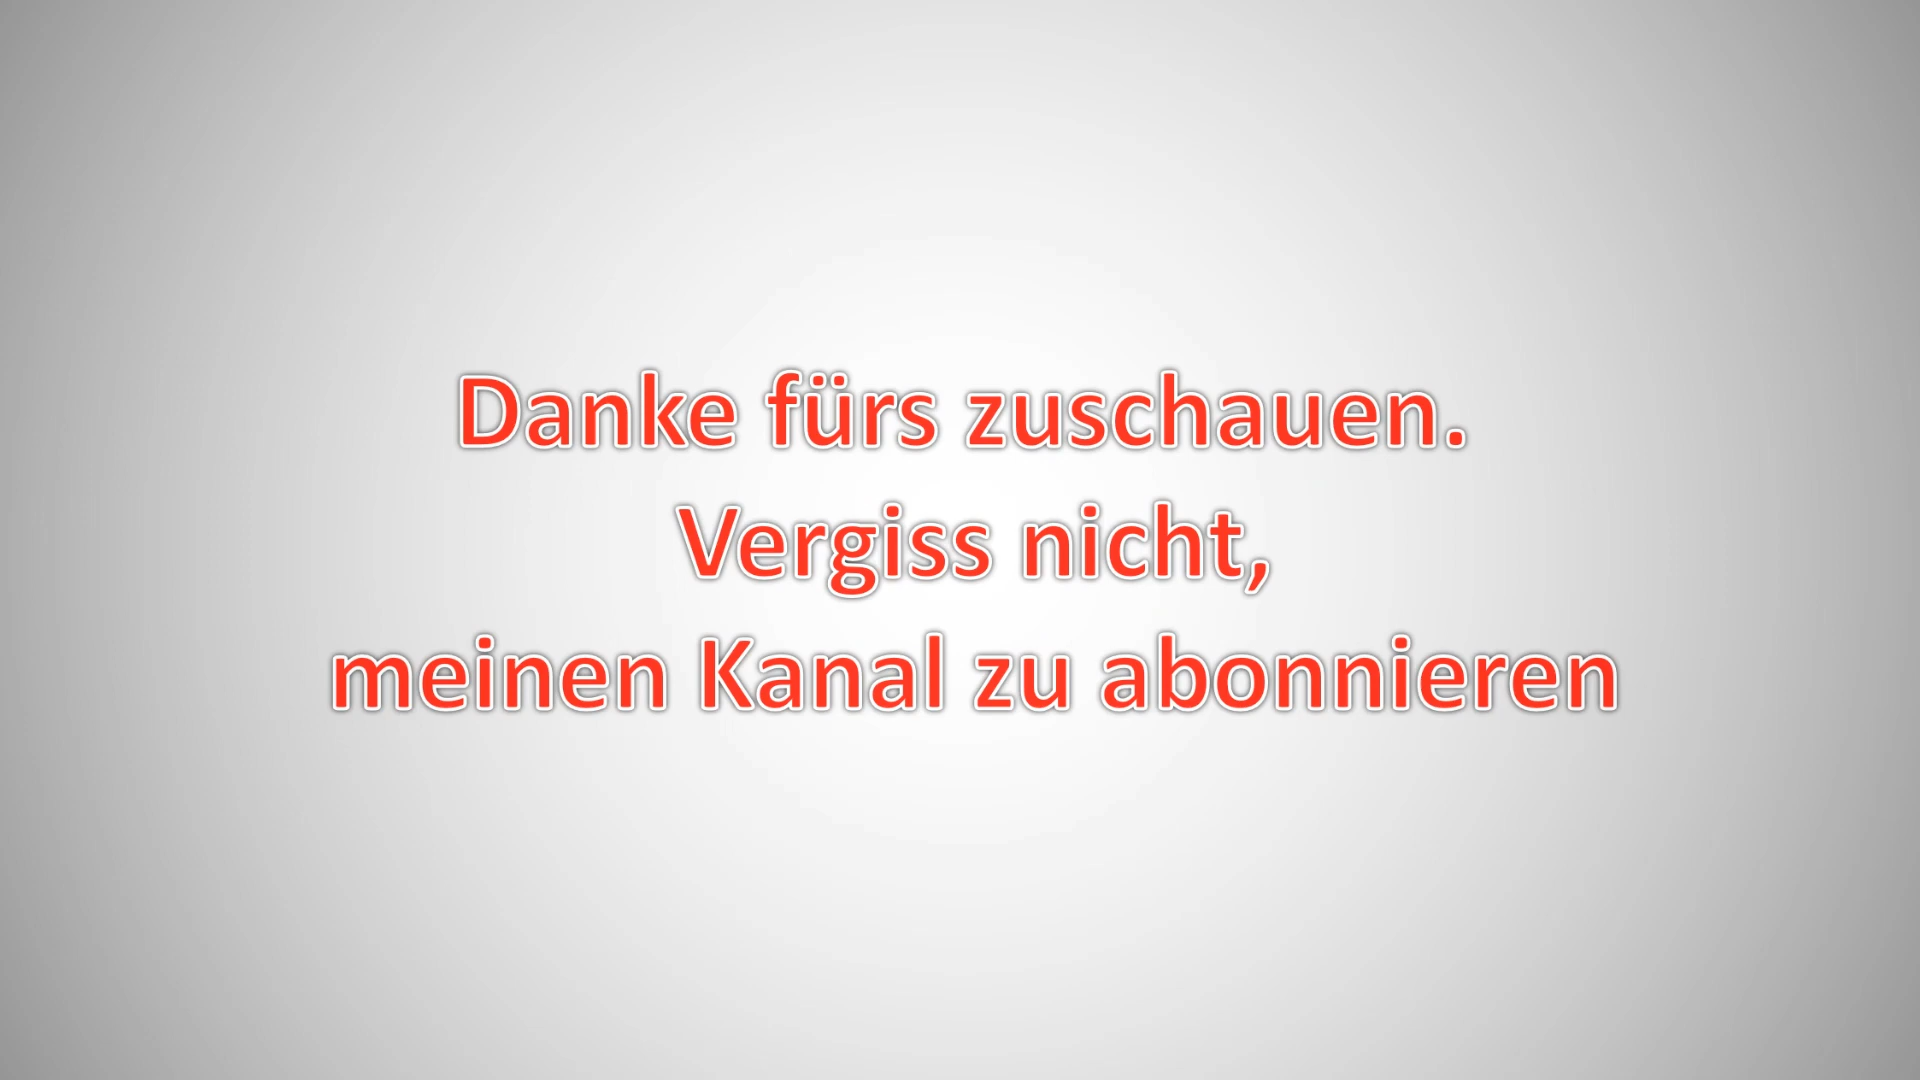 Danke fürs zuschauen.
Vergiss nicht,
meinen Kanal zu abonnieren